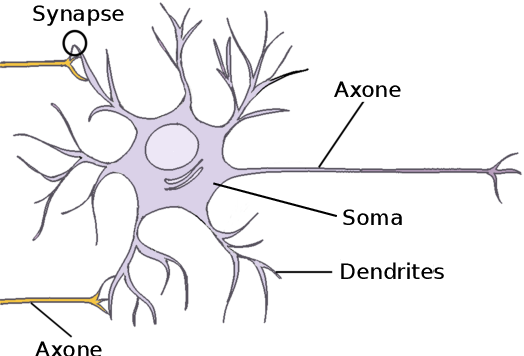 Synapse
Axone
Soma
Dendrites
Axone